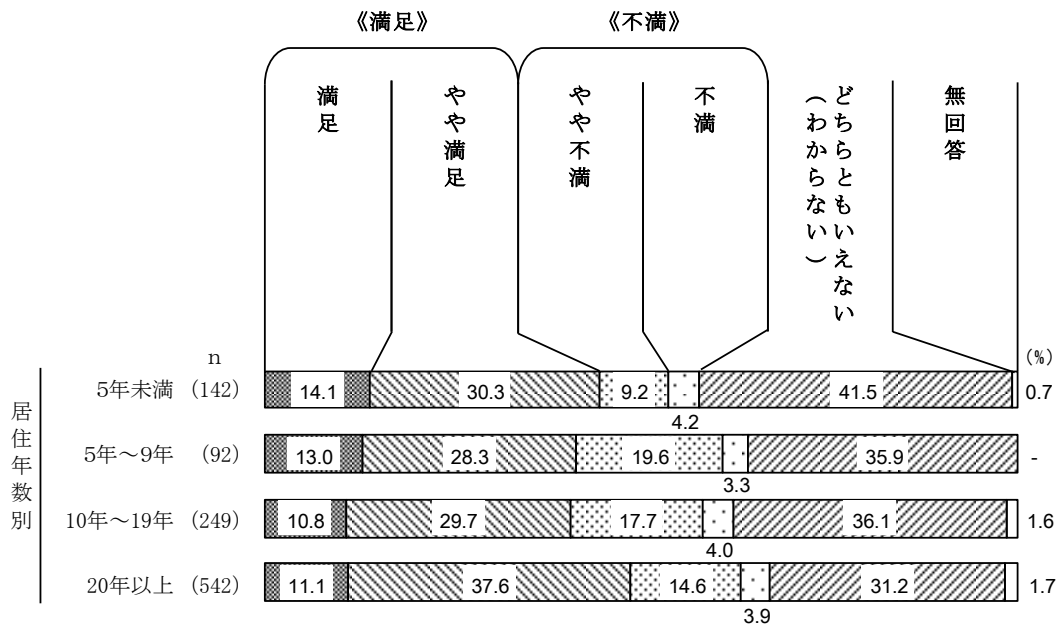 《満足》 《不満》
満足 やや満足 やや不満 不満 どちらともいえない（わからない） 無回答
n (%)
居住年数別
5年未満 (142) 14.1 30.3 9.2 41.5 0.7
4.2
5年～9年 (92) 13.0 28.3 19.6 35.9 -
3.3
10年～19年 (249) 10.8 29.7 17.7 36.1 1.6
4.0
20年以上 (542) 11.1 37.6 14.6 31.2 1.7
3.9